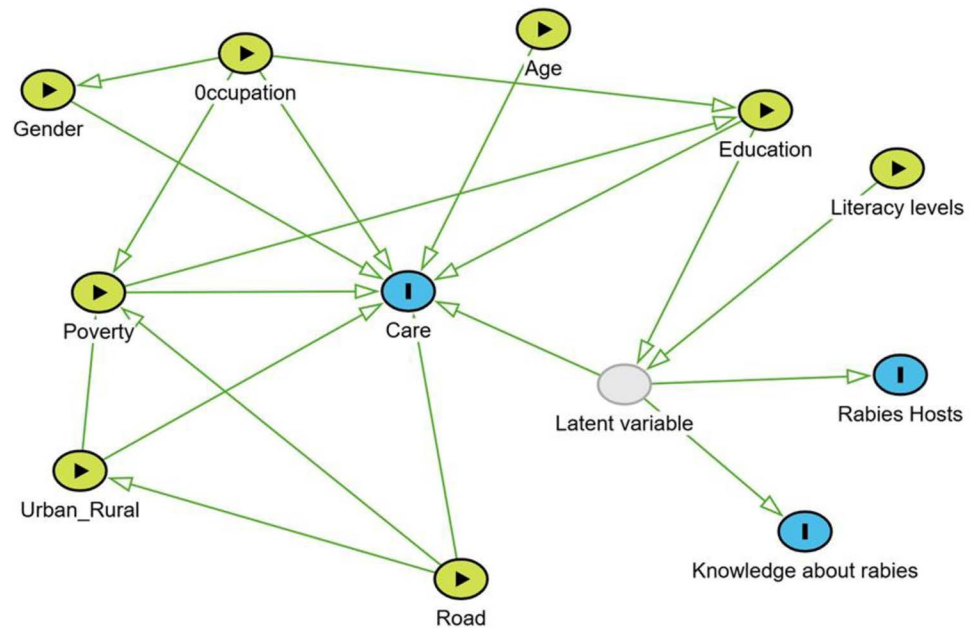 Age
0ccupation
Gender
Education
Literacy levels
Poverty
Care
Rabies Hosts
Latent variable
Urban_Rural
Knowledge about rabies
Road